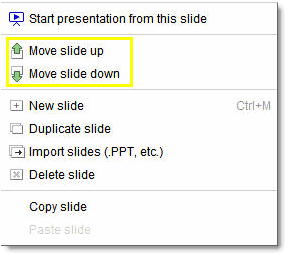 Start presentation from this slide
Move slide up
Move slide down
New slide Ctrl+M
Duplicate slide
Import slides (.PPT, etc.)
Delete slide
Copy slide
Paste slide